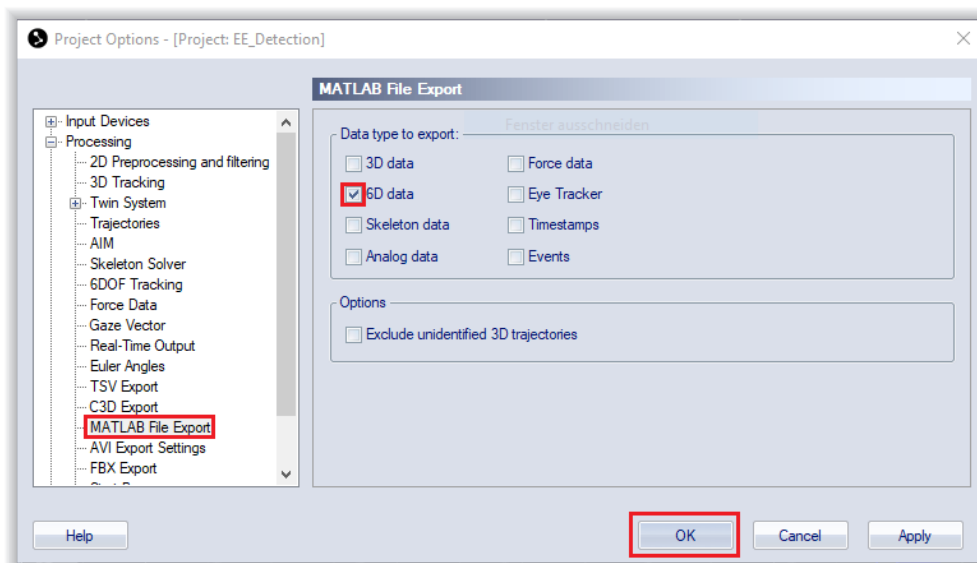 Project Options - [Project: EE_Detection]
MATLAB File Export
Fenster ausschneiden
Input Devices
Processing
2D Preprocessing and filtering
3D Tracking
Twin System
Trajectories
AIM
Skeleton Solver
6DOF Tracking
Force Data
Gaze Vector
Real-Time Output
Euler Angles
TSV Export
C3D Export
MATLAB File Export
AVI Export Settings
FBX Export
Data type to export:
3D data
Force data
6D data
Eye Tracker
Skeleton data
Timestamps
Analog data
Events
Options
Exclude unidentified 3D trajectories
Help
OK
Cancel
Apply